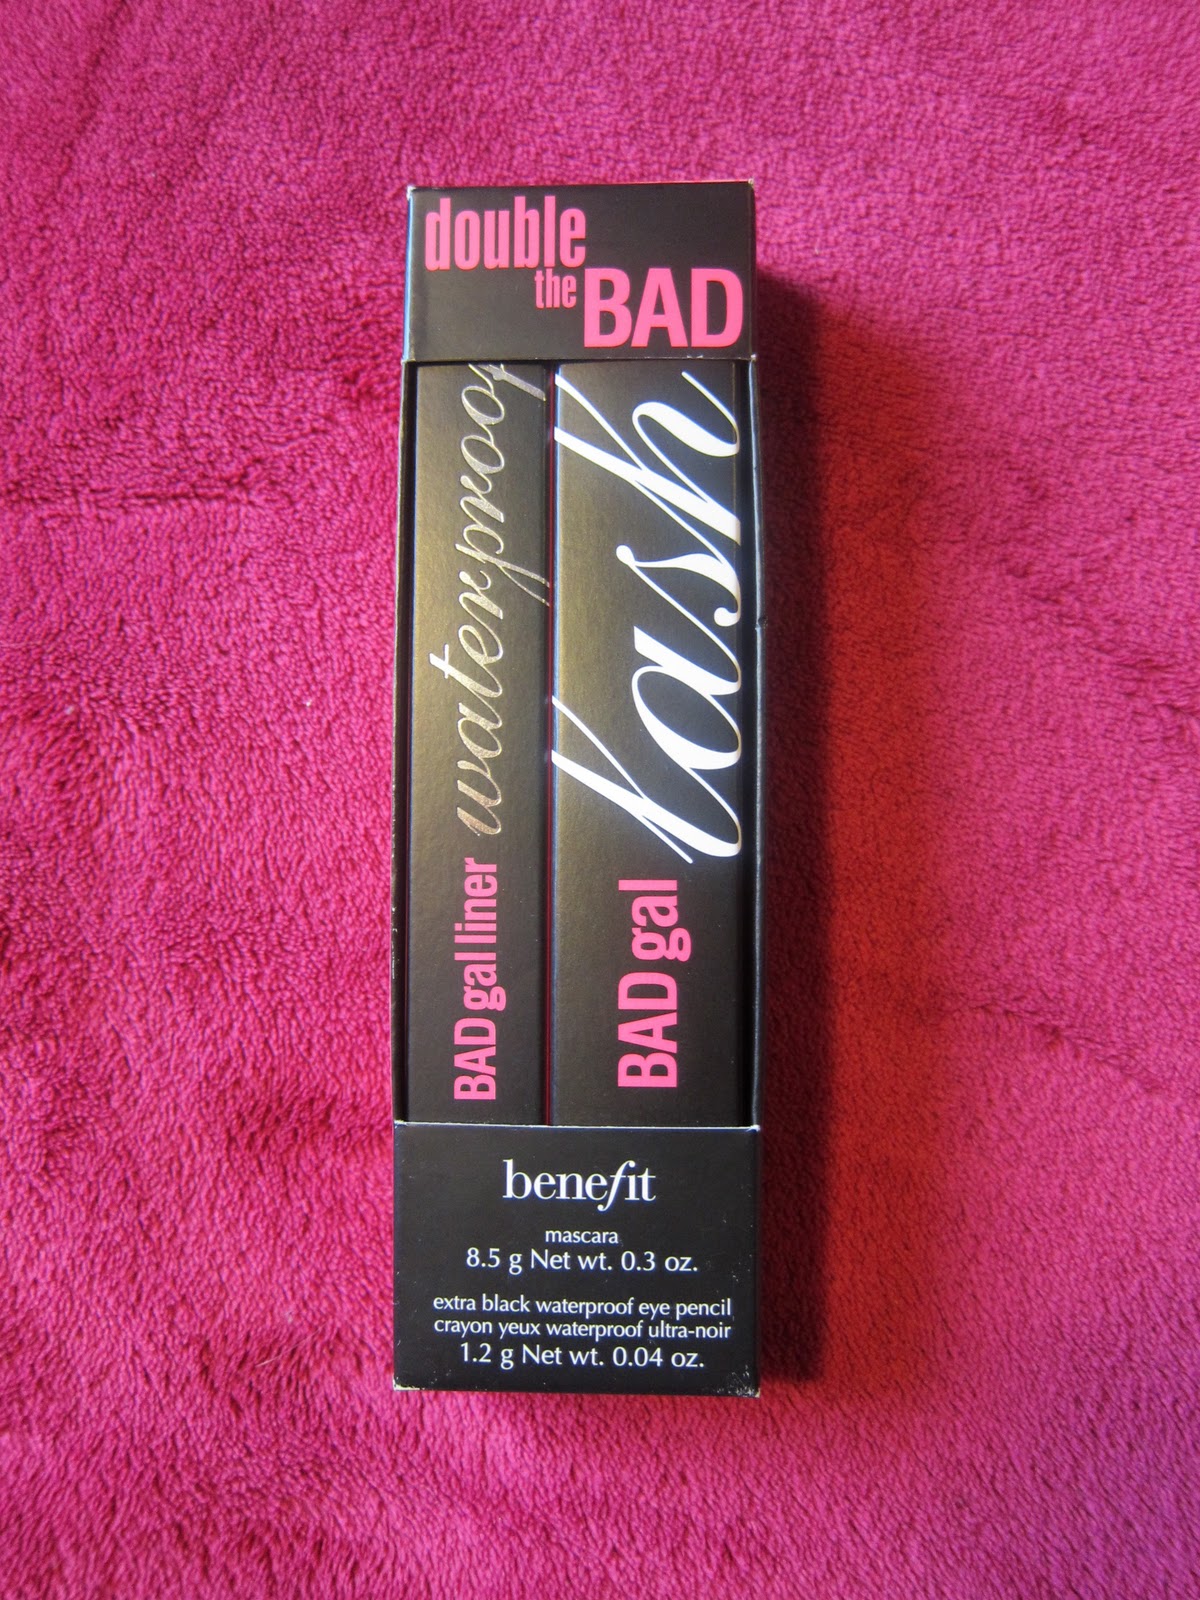 double
the BAD
BAD gal liner waterproof
BAD gal lash
benefit
mascara
8.5 g Net wt. 0.3 oz.
extra black waterproof eye pencil
crayon yeux waterproof ultra-noir
1.2 g Net wt. 0.04 oz.